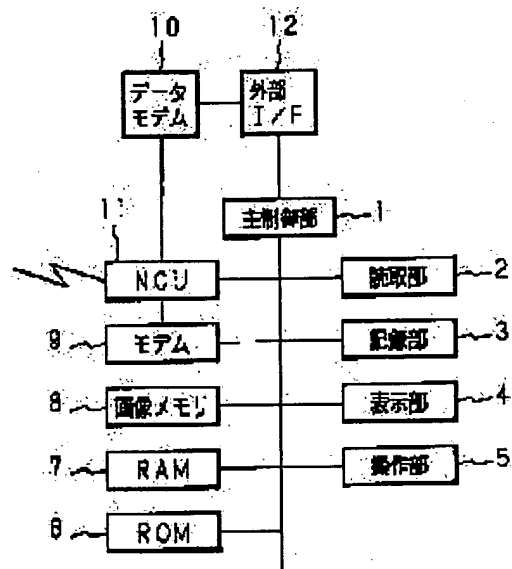 10 12
データ
モデム
外部
I/F
主制御部 1
11
NCU 読取部 2
9 モデム 記録部 3
8 画像メモリ 表示部 4
7 RAM 操作部 5
6 ROM